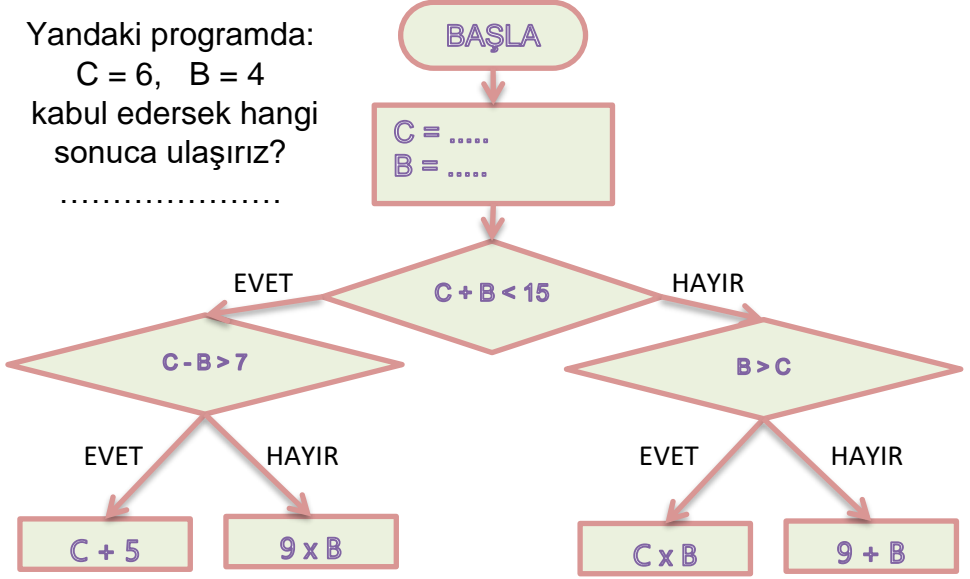 Yandaki programda:
C = 6, B = 4
kabul edersek hangi
sonuca ulaşırız?
…………………
BAŞLA
C = .....
B = .....
C + B < 15
EVET
HAYIR
C - B > 7
B > C
EVET
HAYIR
EVET
HAYIR
C + 5
9 x B
C x B
9 + B